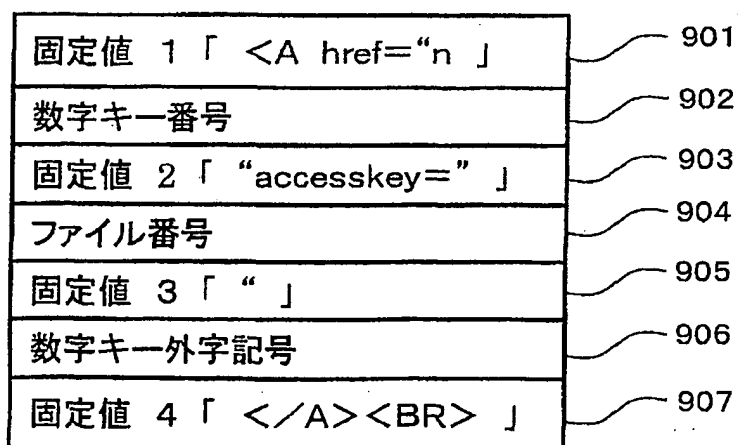 固定値 1 「 <A href=“n 」 901
数字キー番号 902
固定値 2 「 “accesskey=” 」 903
ファイル番号 904
固定値 3 「 “ 」 905
数字キー外字記号 906
固定値 4 「 </A><BR> 」 907